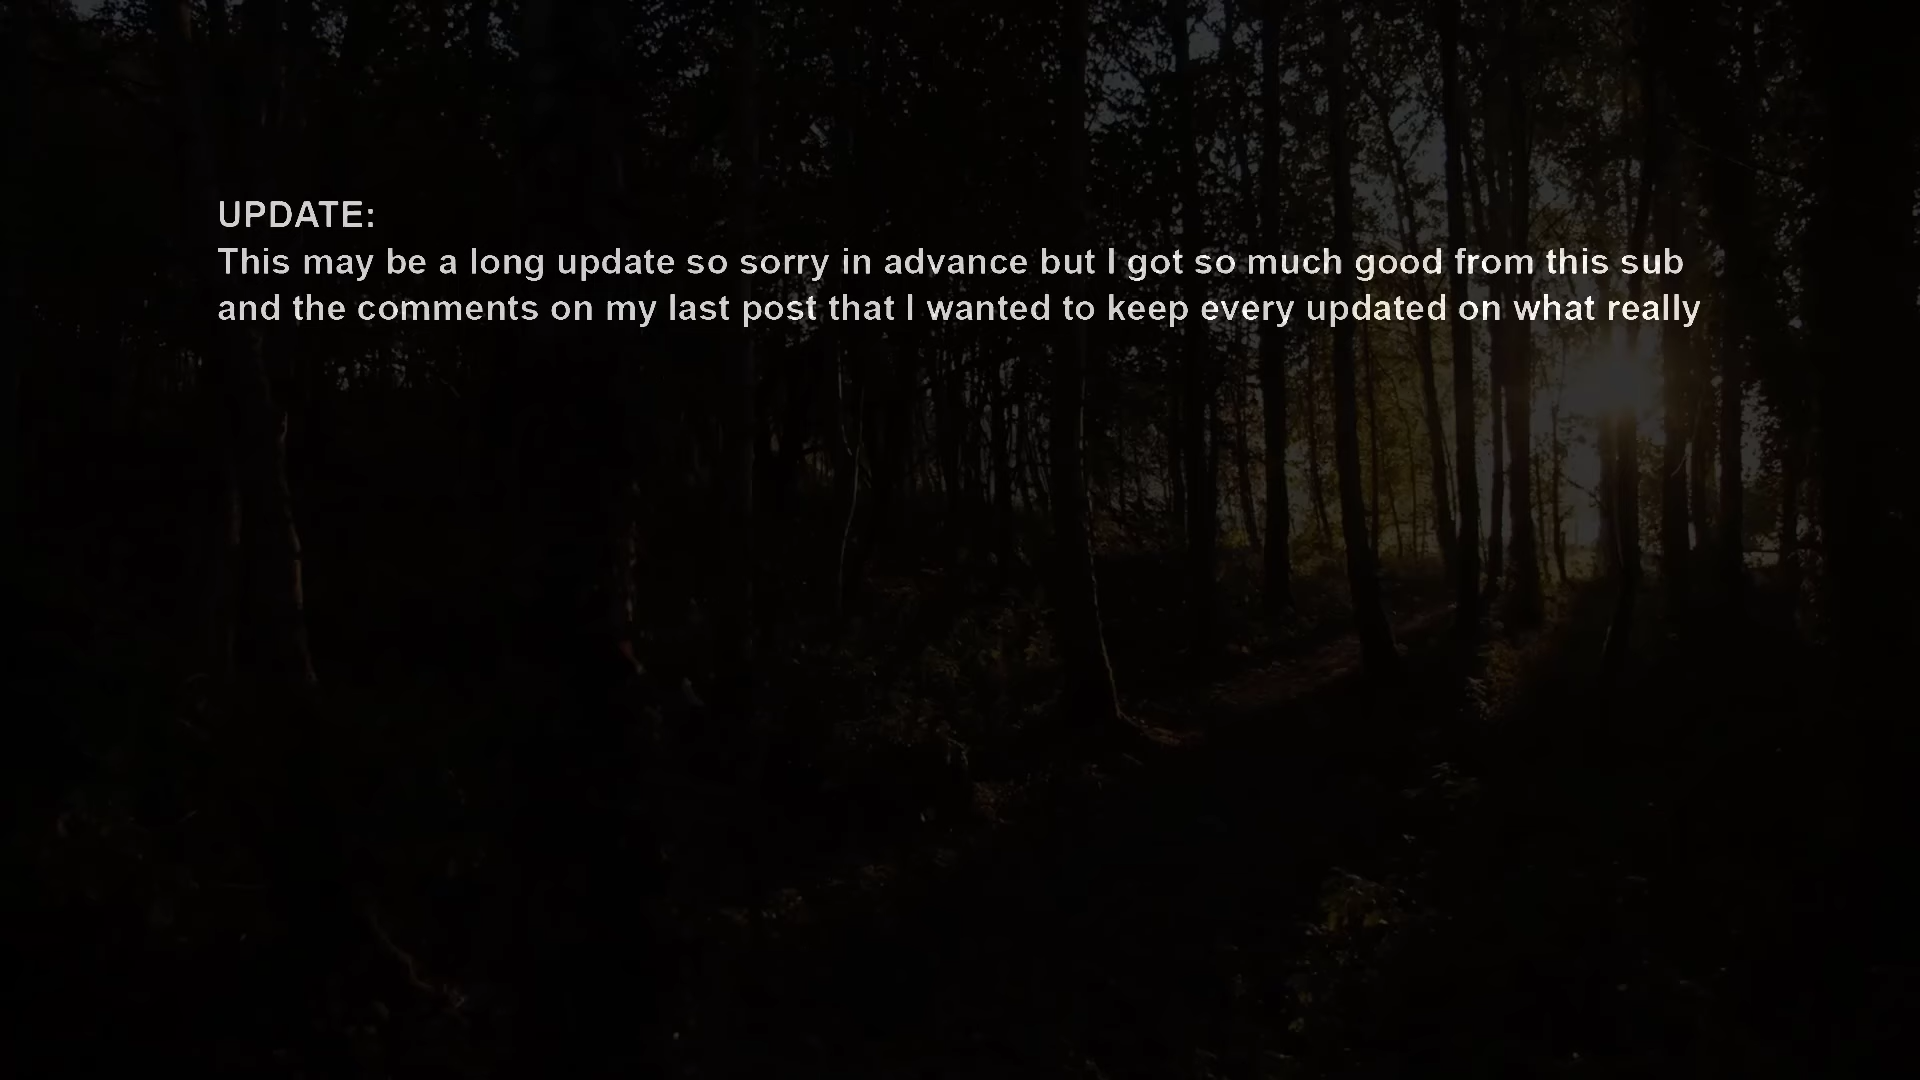 UPDATE:
This may be a long update so sorry in advance but I got so much good from this sub
and the comments on my last post that I wanted to keep every updated on what really